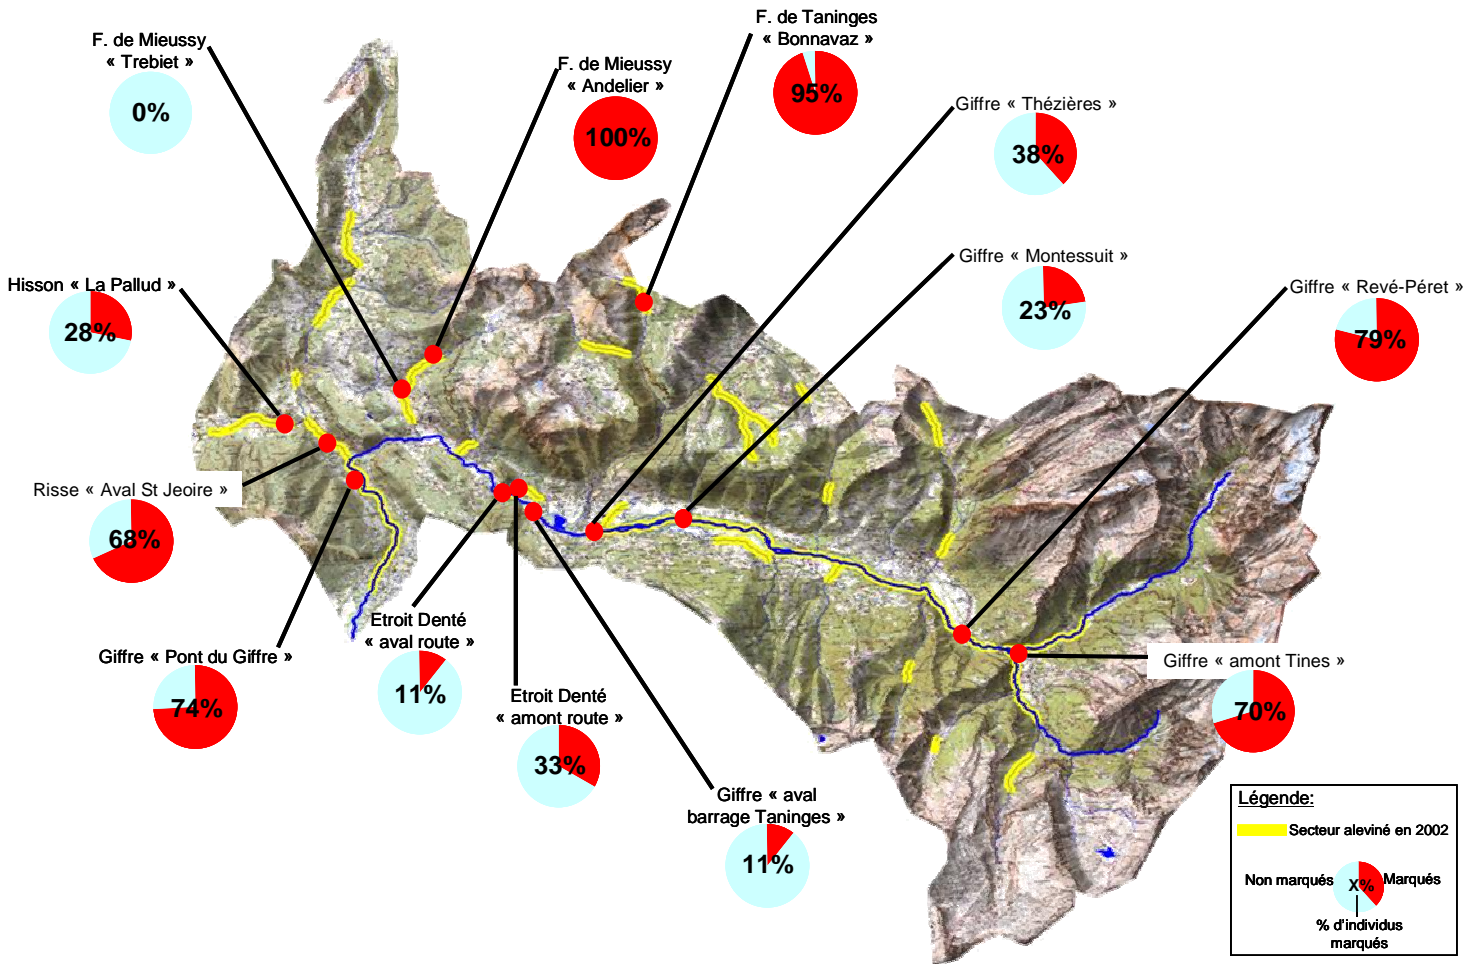 F. de Mieussy
« Trebiet »
0%
F. de Mieussy
« Andelier »
100%
F. de Taninges
« Bonnavaz »
95%
Giffre « Thézières »
38%
Giffre « Montessuit »
23%
Giffre « Revé-Péret »
79%
Hisson « La Pallud »
28%
Risse « Aval St Jeoire »
68%
Giffre « Pont du Giffre »
74%
Etroit Denté
« aval route »
11%
Etroit Denté
« amont route »
33%
Giffre « aval
barrage Taninges »
11%
Giffre « amont Tines »
70%
Légende:
Secteur aleviné en 2002
Non marqués
X%
Marqués
% d'individus
marqués